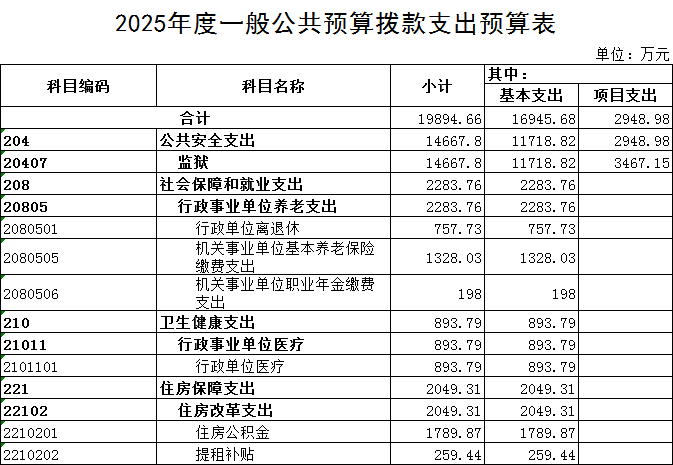 2025年度一般公共预算拨款支出预算表
单位：万元
科目编码 科目名称 小计 其中：
基本支出 项目支出
合计 19894.66 16945.68 2948.98
204 公共安全支出 14667.8 11718.82 2948.98
20407 监狱 14667.8 11718.82 3467.15
208 社会保障和就业支出 2283.76 2283.76
20805 行政事业单位养老支出 2283.76 2283.76
2080501 行政单位离退休 757.73 757.73
2080505 机关事业单位基本养老保险
缴费支出 1328.03 1328.03
2080506 机关事业单位职业年金缴费
支出 198 198
210 卫生健康支出 893.79 893.79
21011 行政事业单位医疗 893.79 893.79
2101101 行政单位医疗 893.79 893.79
221 住房保障支出 2049.31 2049.31
22102 住房改革支出 2049.31 2049.31
2210201 住房公积金 1789.87 1789.87
2210202 提租补贴 259.44 259.44